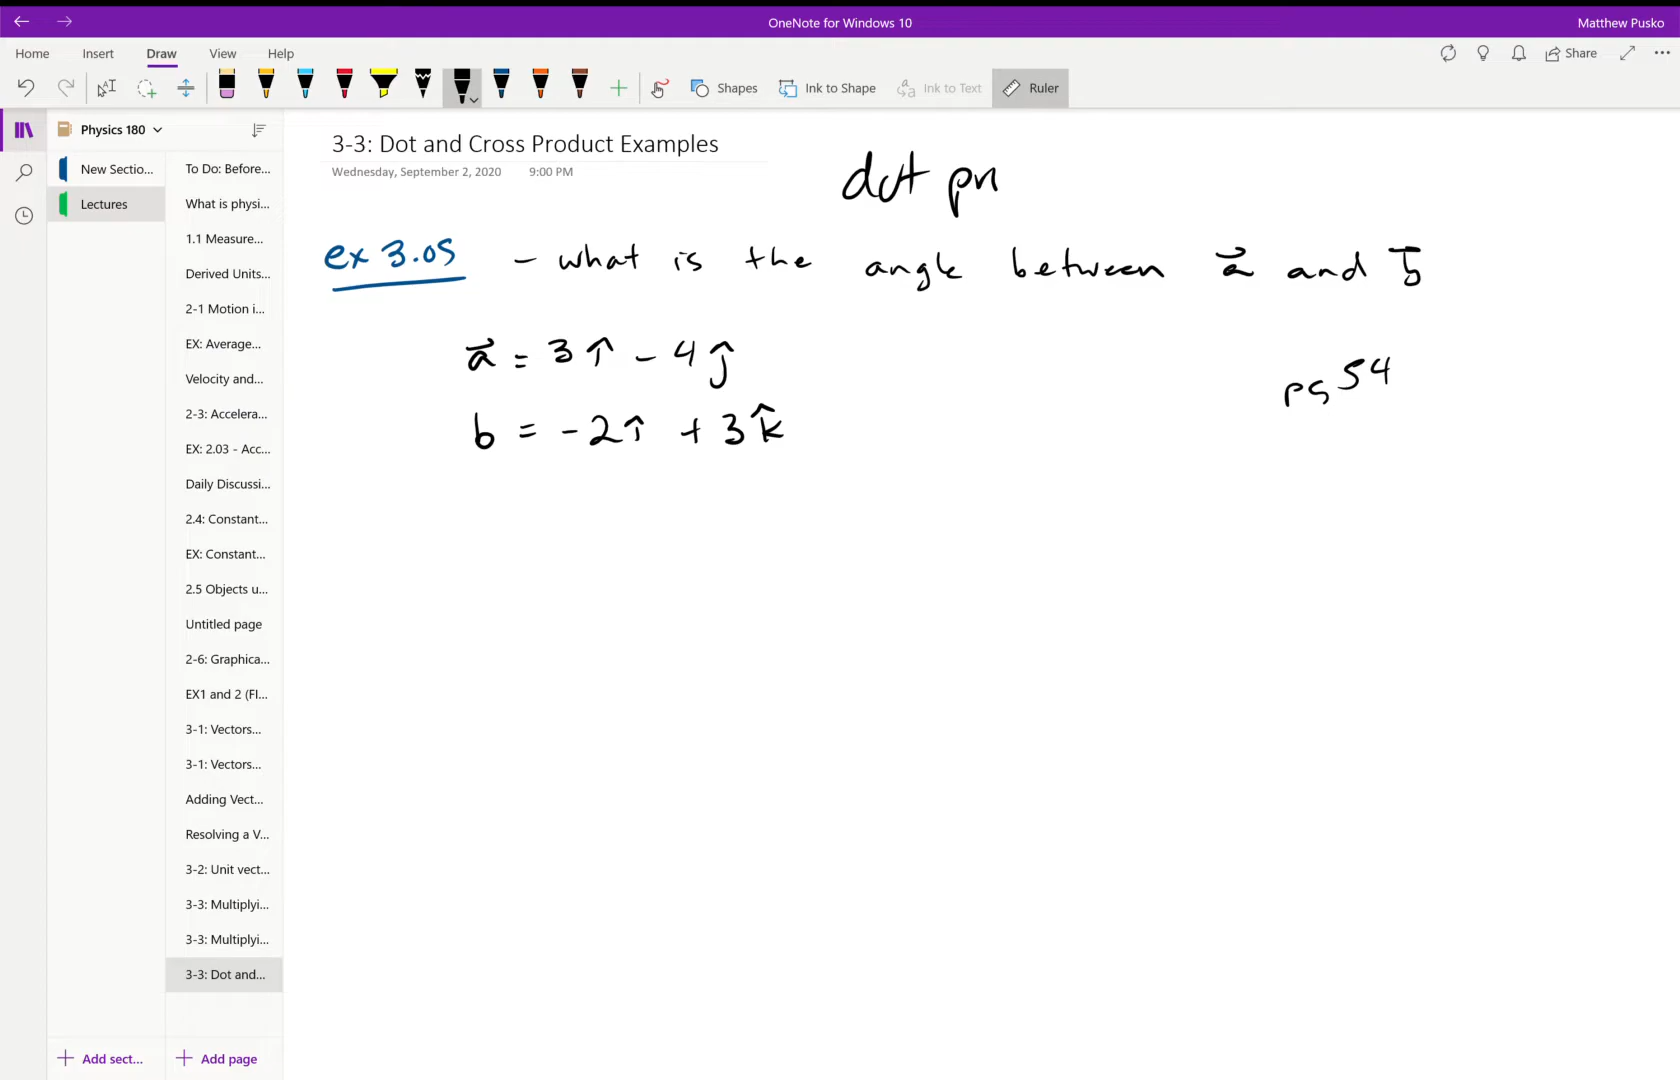 OneNote for Windows 10
Matthew Pusko
Home Insert Draw View Help
Share
Shapes Ink to Shape Ink to Text Ruler
Physics 180
New Sectio...
Lectures
To Do: Before...
What is physi...
1.1 Measure...
Derived Units...
2-1 Motion i...
EX: Average...
Velocity and...
2-3: Accelera...
EX: 2.03 - Acc...
Daily Discussi...
2.4: Constant...
EX: Constant...
2.5 Objects u...
Untitled page
2-6: Graphica...
EX1 and 2 (FI...
3-1: Vectors...
3-1: Vectors...
Adding Vect...
Resolving a V...
3-2: Unit vect...
3-3: Multiplyi...
3-3: Multiplyi...
3-3: Dot and...
Add sect...
Add page
3-3: Dot and Cross Product Examples
Wednesday, September 2, 2020 9:00 PM
dot
ex 3.05 - what is the angle between a⃗ and b⃗
a⃗ = 3î - 4ĵ
pg 54
b = -2î + 3k̂